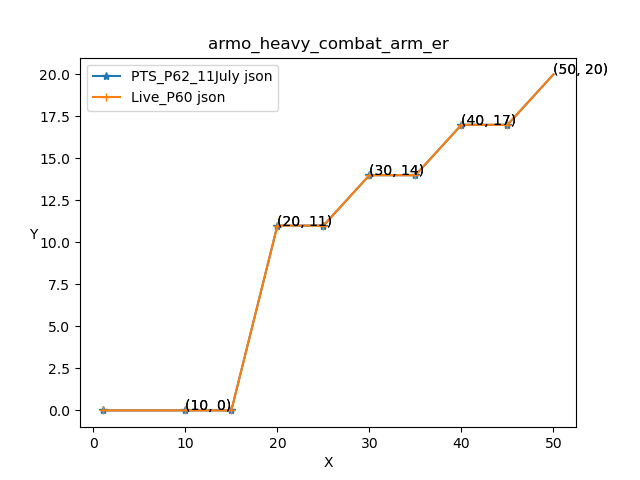 armo_heavy_combat_arm_er
PTS_P62_11July json
Live_P60 json
20.0
17.5
15.0
12.5
10.0
7.5
5.0
2.5
0.0
Y
(50, 20)
(40, 17)
(30, 14)
(20, 11)
(10, 0)
0 10 20 30 40 50
X